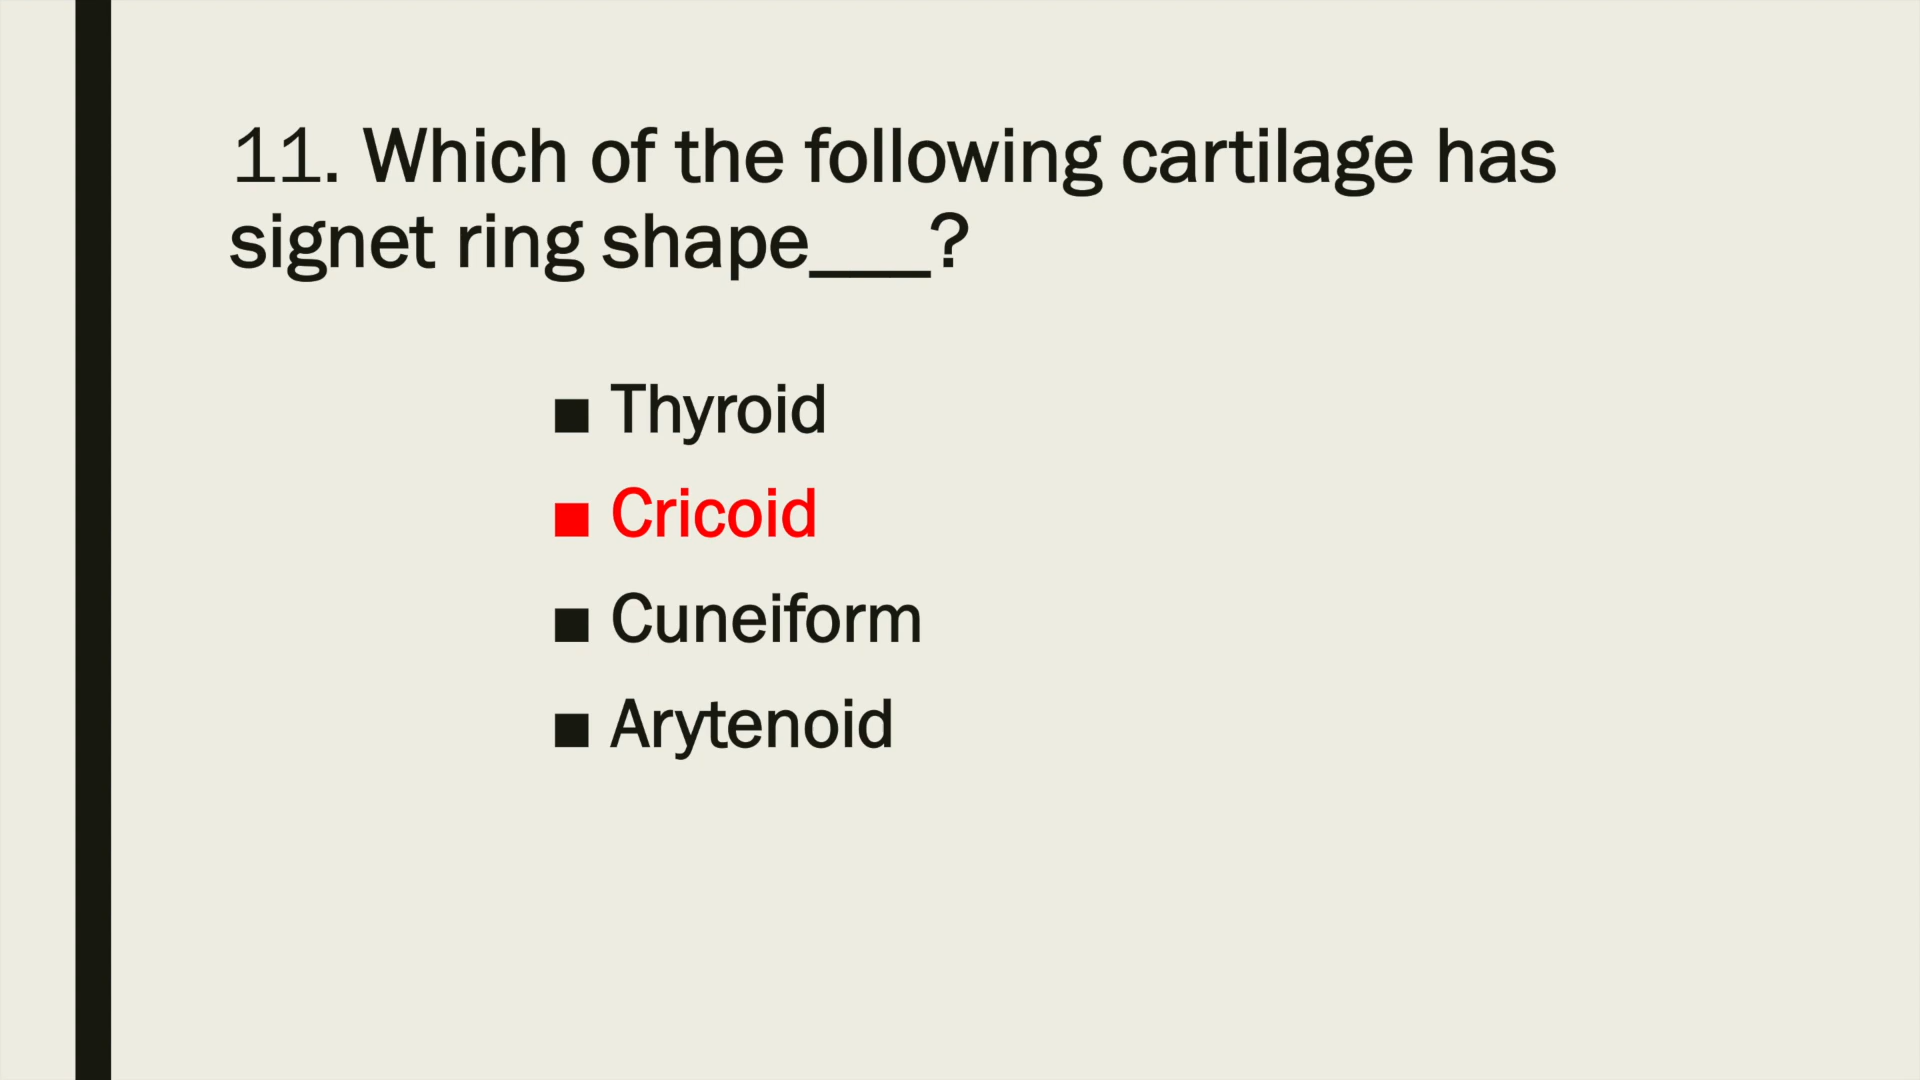 11. Which of the following cartilage has
signet ring shape___?
■ Thyroid
■ Cricoid
■ Cuneiform
■ Arytenoid